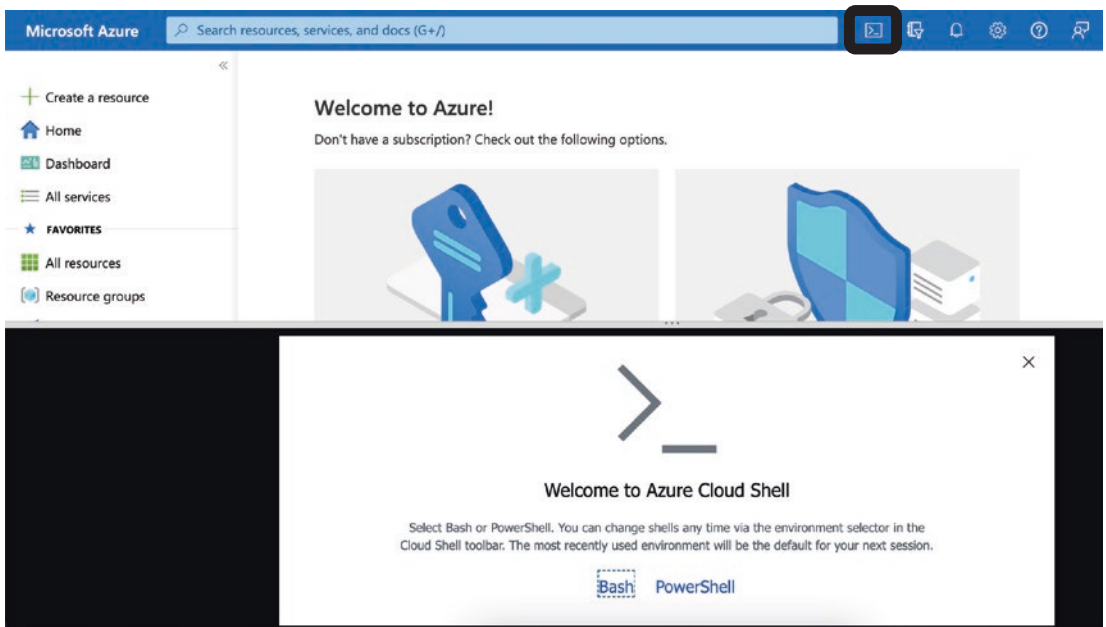 Microsoft Azure
Search resources, services, and docs (G+/)
Create a resource
Home
Dashboard
All services
FAVORITES
All resources
Resource groups
Welcome to Azure!
Don't have a subscription? Check out the following options.
Welcome to Azure Cloud Shell
Select Bash or PowerShell. You can change shells any time via the environment selector in the
Cloud Shell toolbar. The most recently used environment will be the default for your next session.
Bash PowerShell